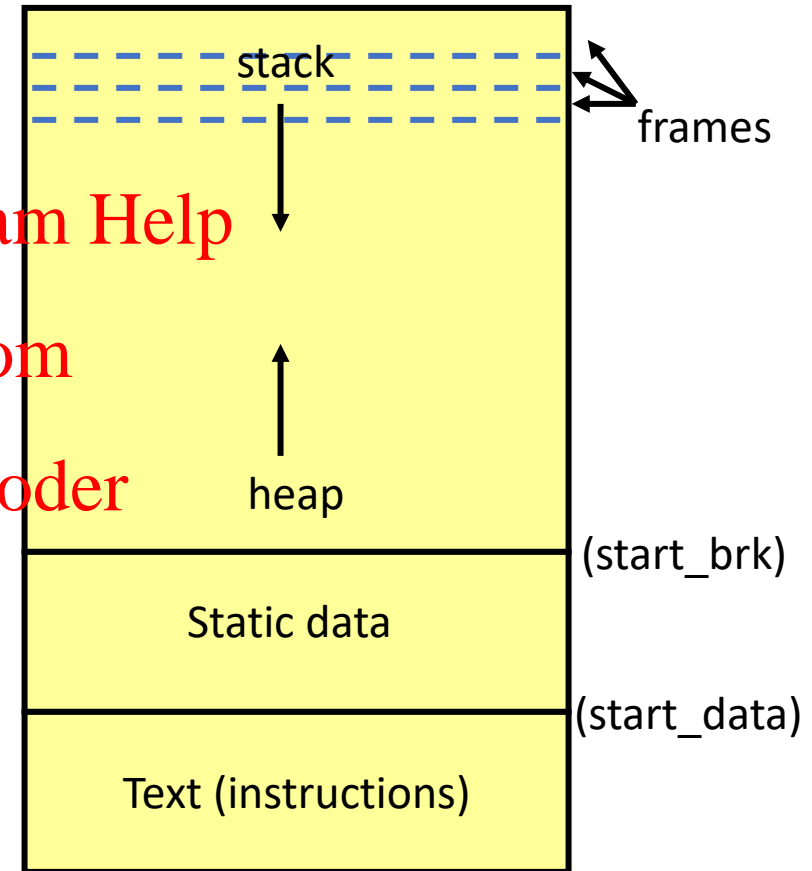 stack
frames
am Help
om
oder
heap
(start_brk)
Static data
(start_data)
Text (instructions)